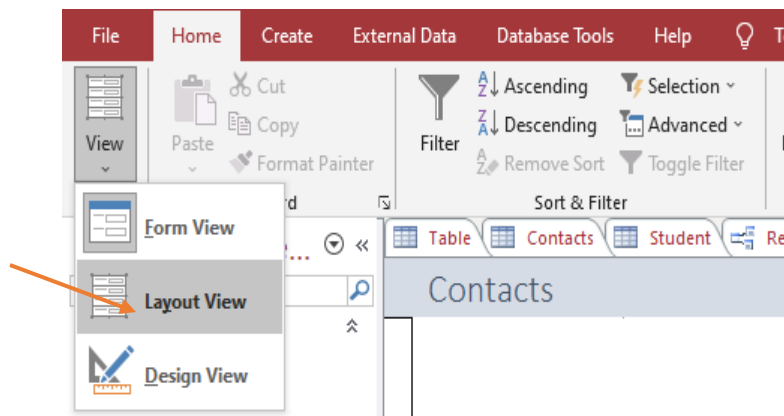 File Home Create External Data Database Tools Help
View
Paste
Cut
Copy
Format Painter
Filter
Ascending
Descending
Remove Sort
Selection
Advanced
Toggle Filter
Sort & Filter
Form View
Layout View
Design View
Table Contacts Student
Contacts